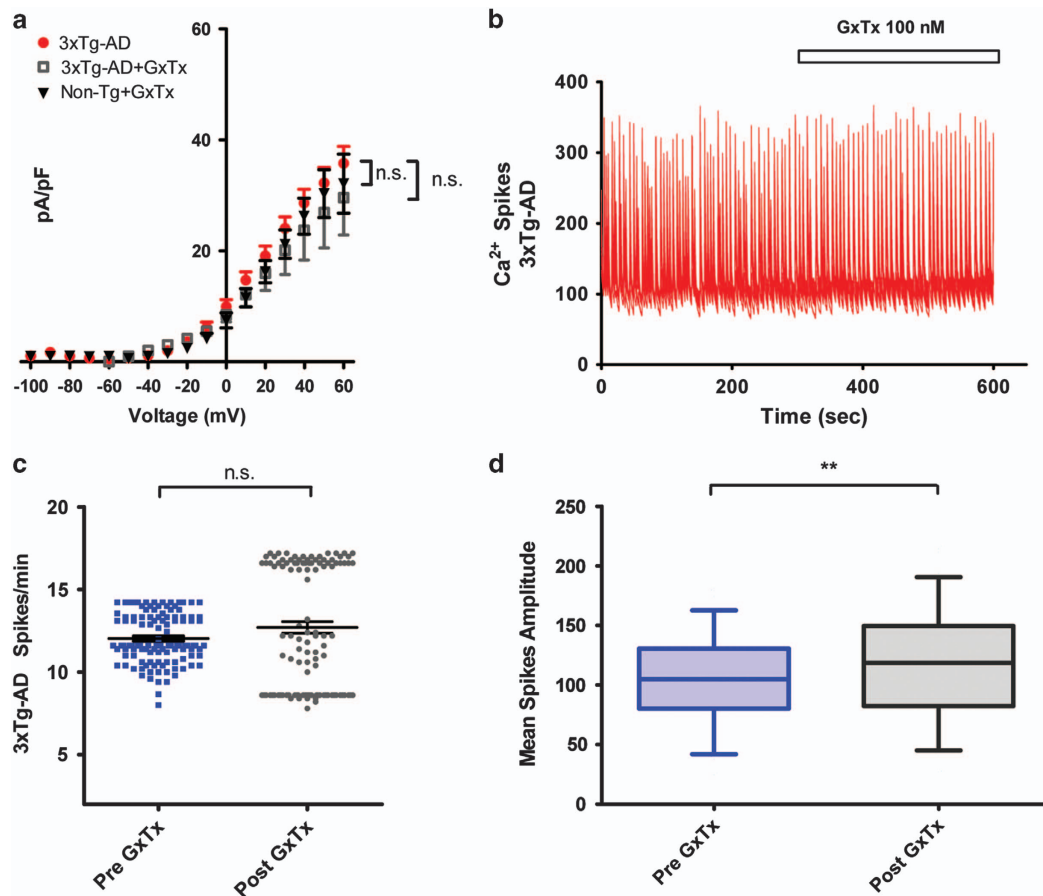 a
3xTg-AD
3xTg-AD+GxTx
Non-Tg+GxTx
60
40
20
pA/pF
n.s.
n.s.
-100 -80 -60 -40 -20 0 20 40 60
Voltage (mV)
b
GxTx 100 nM
400
300
200
100
0
Ca2+ Spikes
3xTg-AD
0 200 400 600
Time (sec)
c
n.s.
20
15
10
5
3xTg-AD Spikes/min
Pre GxTx
Post GxTx
d
**
250
200
150
100
50
0
Mean Spikes Amplitude
Pre GxTx
Post GxTx